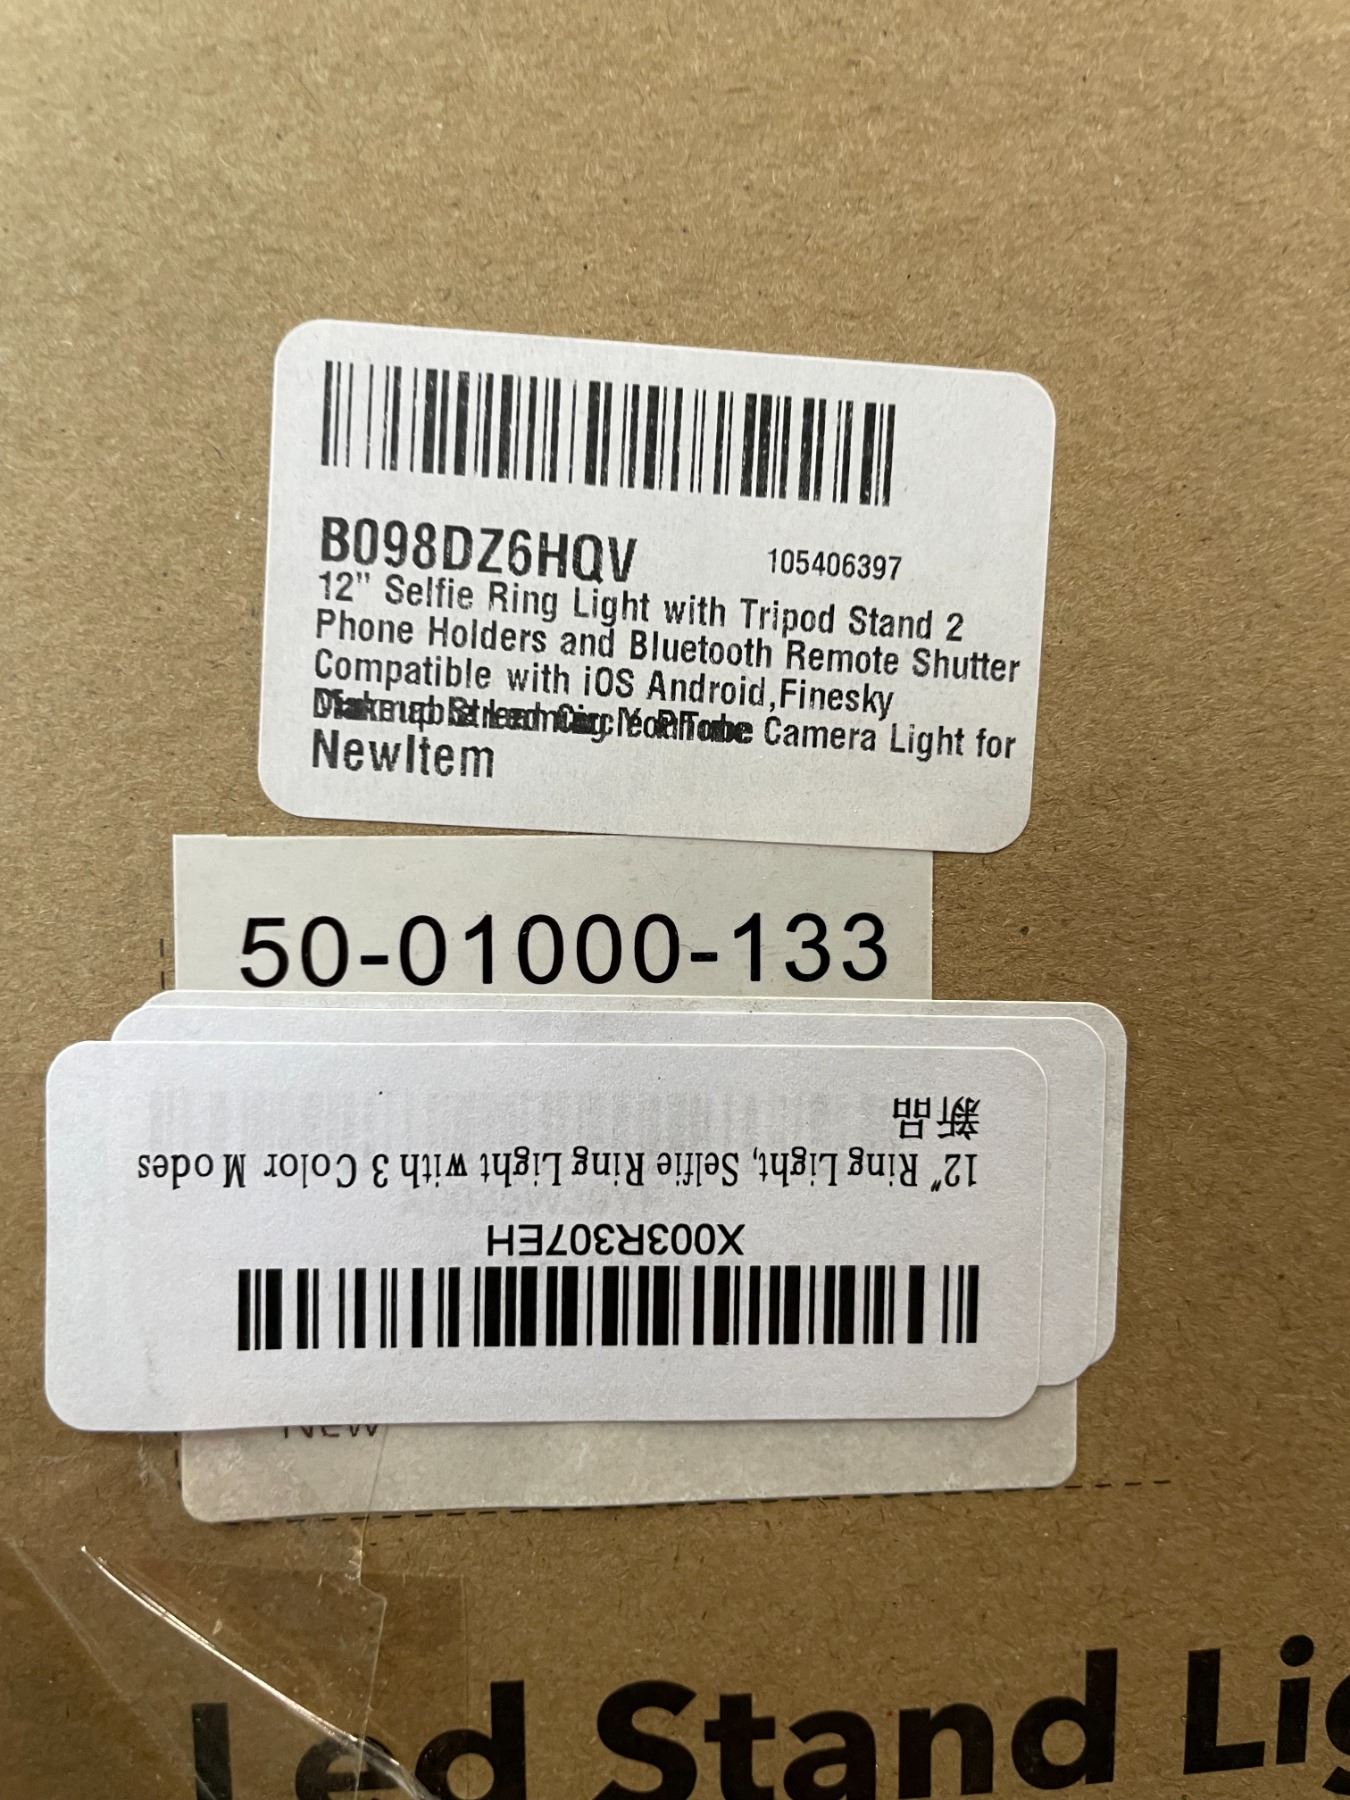 B098DZ6HQV 105406397
12" Selfie Ring Light with Tripod Stand 2
Phone Holders and Bluetooth Remote Shutter
Compatible with iOS Android,Finesky
Camera Light for
NewItem
50-01000-133
X003R307EH
12" Ring Light, Selfie Ring Light with 3 Color Modes
新品
New
Led Stand Lig